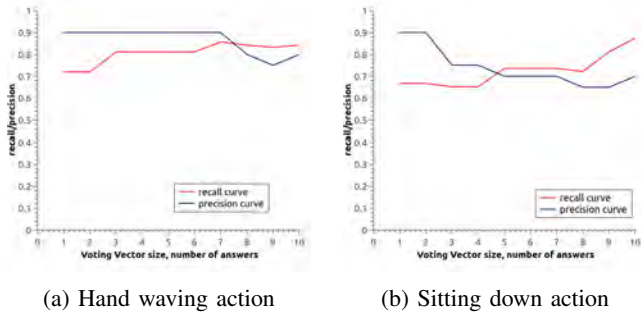 recall/precision
1
0.9
0.8
0.7
0.6
0.5
0.4
0.3
0.2
0.1
0
recall curve
precision curve
0 1 2 3 4 5 6 7 8 9 10
Voting Vector size, number of answers
(a) Hand waving action
recall/precision
1
0.9
0.8
0.7
0.6
0.5
0.4
0.3
0.2
0.1
0
recall curve
precision curve
0 1 2 3 4 5 6 7 8 9 10
Voting Vector size, number of answers
(b) Sitting down action